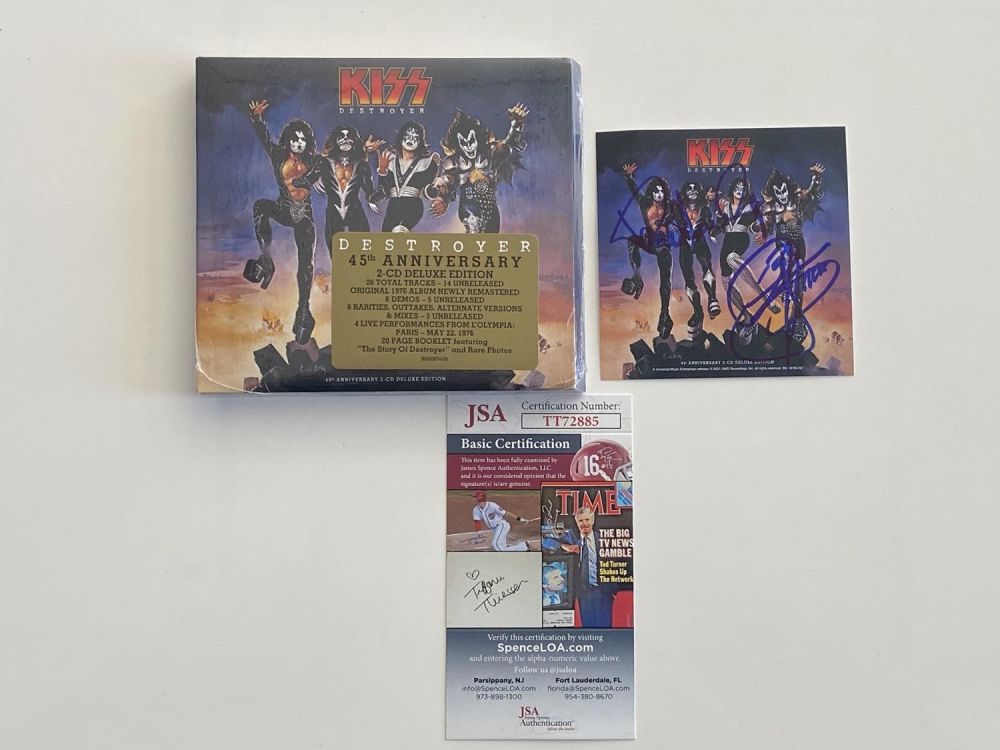 KISS
DESTROYER
DESTROYER
45th ANNIVERSARY
2-CD DELUXE EDITION
26 TOTAL TRACKS – 14 UNRELEASED
ORIGINAL 1976 ALBUM NEWLY REMASTERED
6 DEMOS – 5 UNRELEASED
6 RARITIES, OUTTAKES, ALTERNATE VERSIONS
& MIXES – 5 UNRELEASED
4 LIVE PERFORMANCES FROM L'OLYMPIA:
PARIS – MAY 22, 1976
20 PAGE BOOKLET featuring
"The Story Of Destroyer" and Rare Photos
45th ANNIVERSARY 2-CD DELUXE EDITION
KISS
DESTROYER
45th ANNIVERSARY 2-CD DELUXE EDITION
JSA
Certification Number:
TT72885
Basic Certification
This item has been fully examined by
James Spence Authentication, LLC
and it is our considered opinion that the
signature(s) is/are genuine.
16
TIME
THE BIG
TV NEWS
GAMBLE
Ted Turner
Shakes Up
The Network
Tiffani
Thiessen
Verify this certification by visiting
SpenceLOA.com
and entering the alpha-numeric value above.
Follow us @jsaloa
Parsippany, NJ
info@SpenceLOA.com
973-898-1300
Fort Lauderdale, FL
florida@SpenceLOA.com
954-380-8670
JSA
James Spence
Authentication